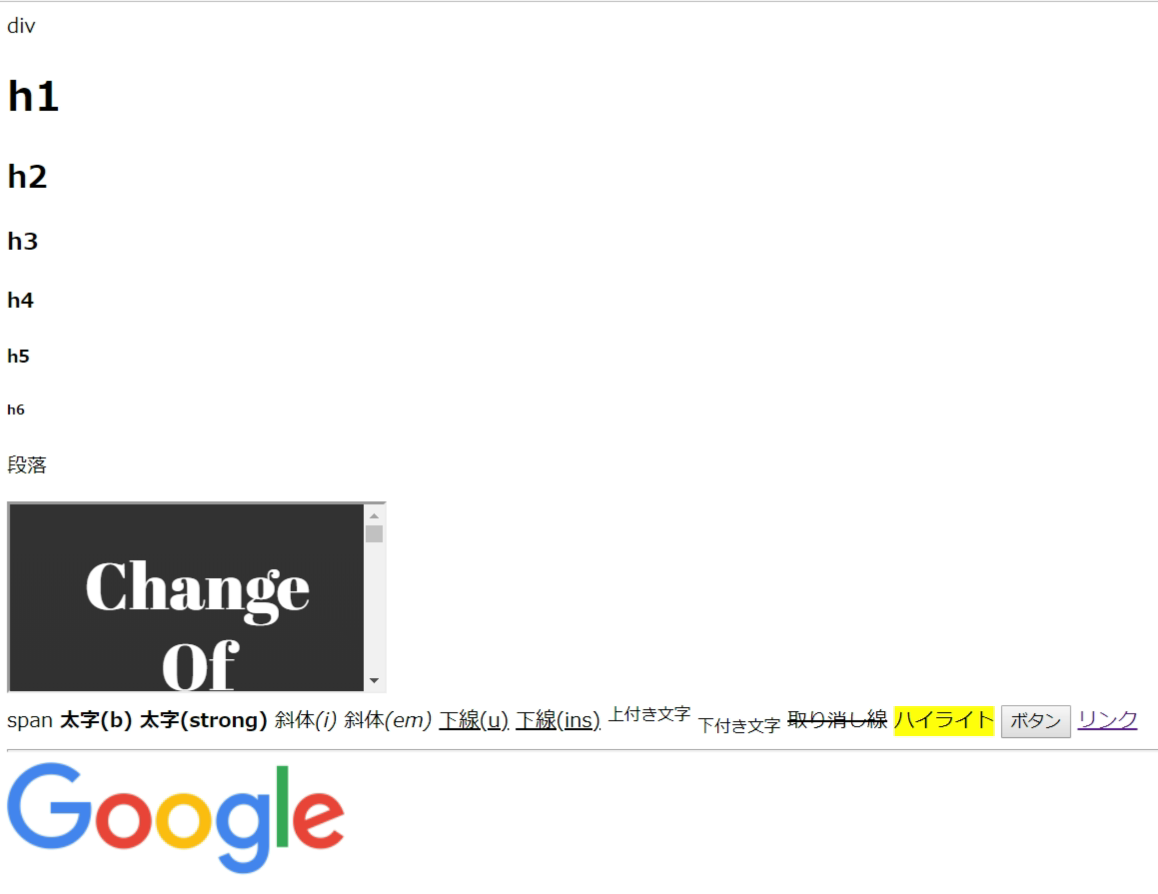 div
h1
h2
h3
h4
h5
h6
段落
Change
Of
span 太字(b) 太字(strong) 斜体(i) 斜体(em) 下線(u) 下線(ins) 上付き文字 下付き文字 取り消し線 ハイライト ボタン リンク
Google